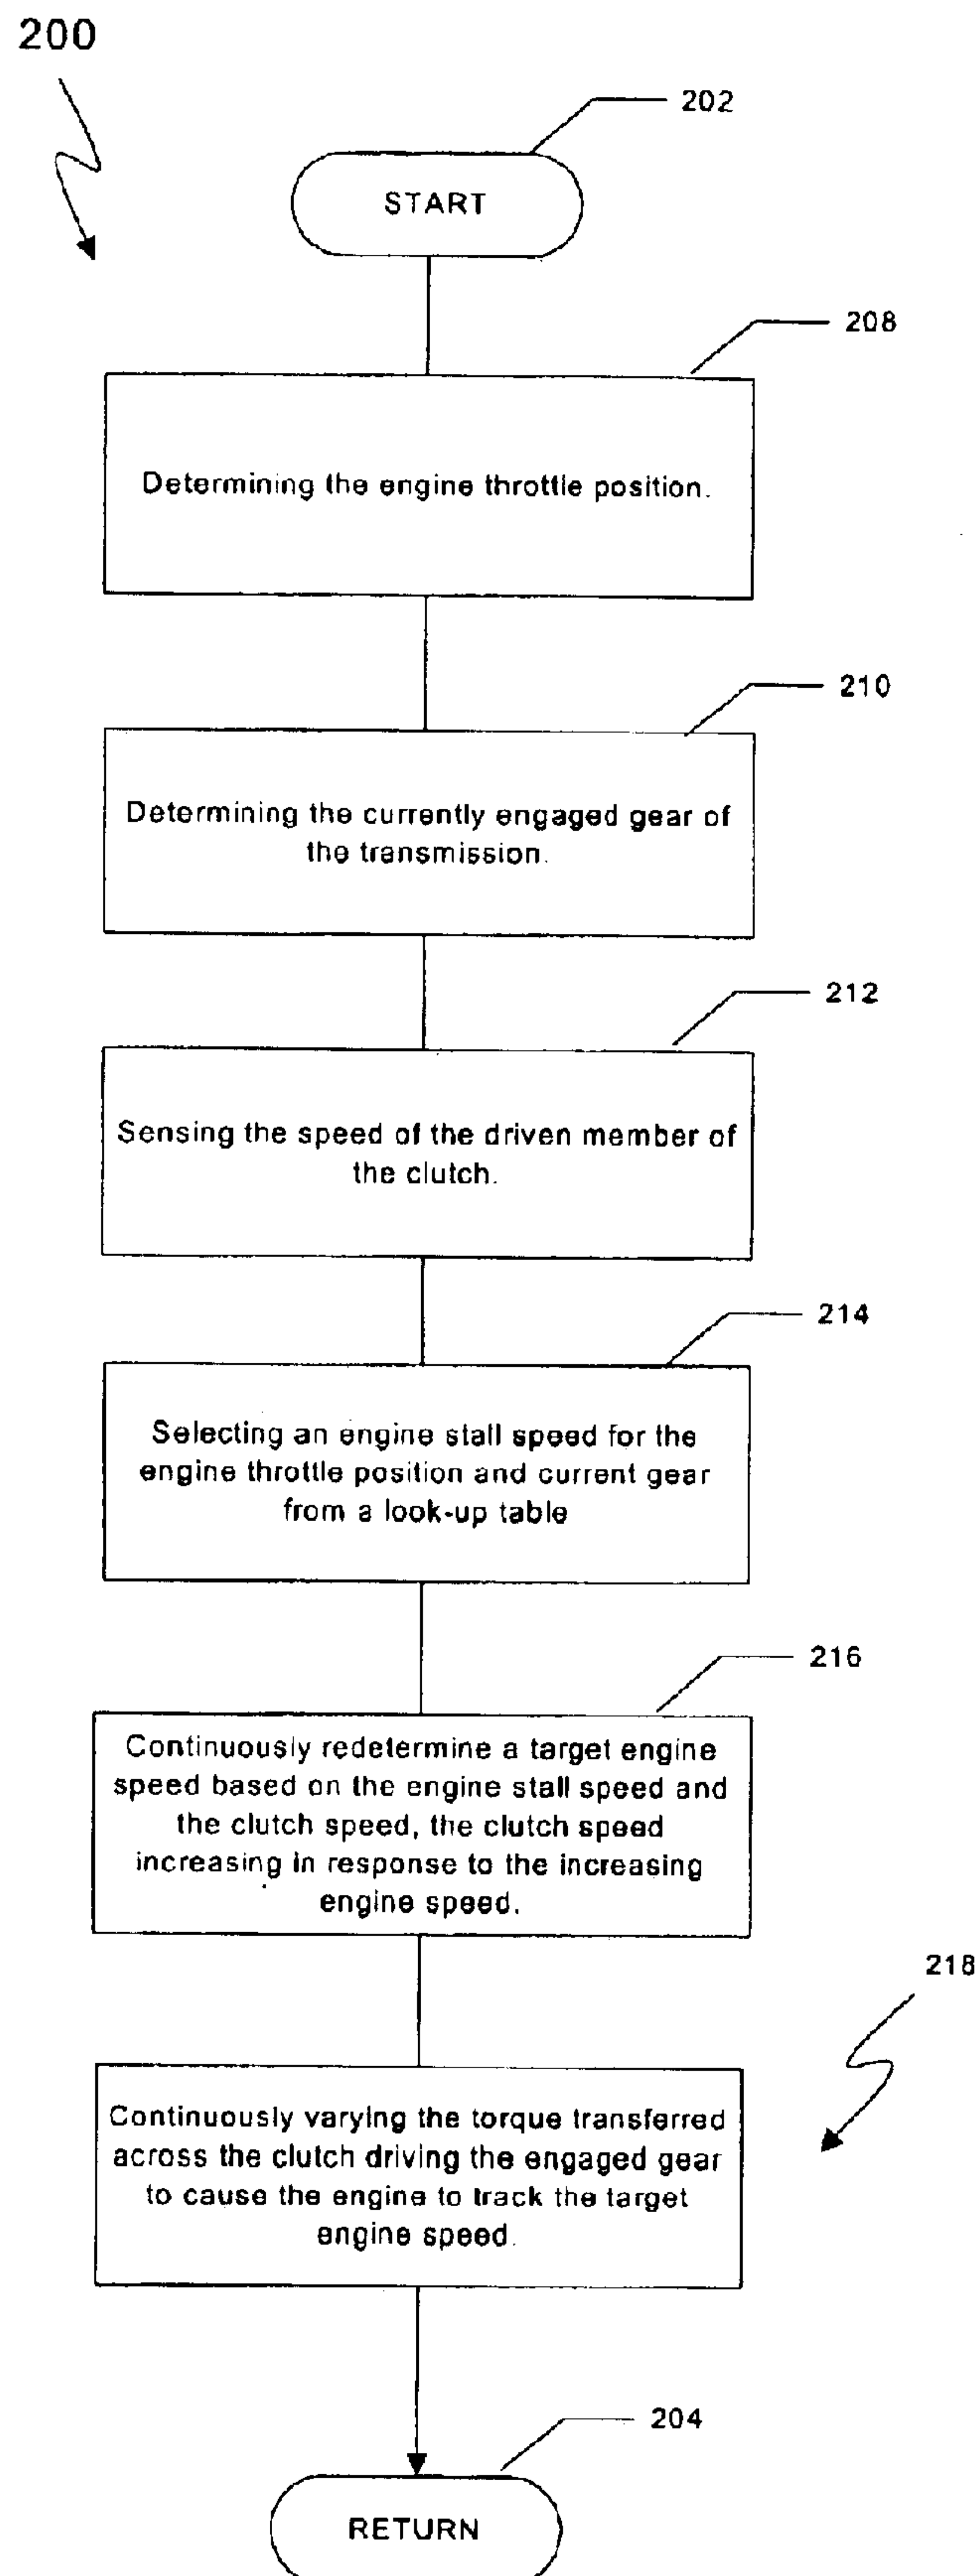 200
202
START
208
Determining the engine throttle position.
210
Determining the currently engaged gear of
the transmission.
212
Sensing the speed of the driven member of
the clutch.
214
Selecting an engine stall speed for the
engine throttle position and current gear
from a look-up table
216
Continuously redetermine a target engine
speed based on the engine stall speed and
the clutch speed, the clutch speed
increasing in response to the increasing
engine speed.
218
Continuously varying the torque transferred
across the clutch driving the engaged gear
to cause the engine to track the target
engine speed.
204
RETURN